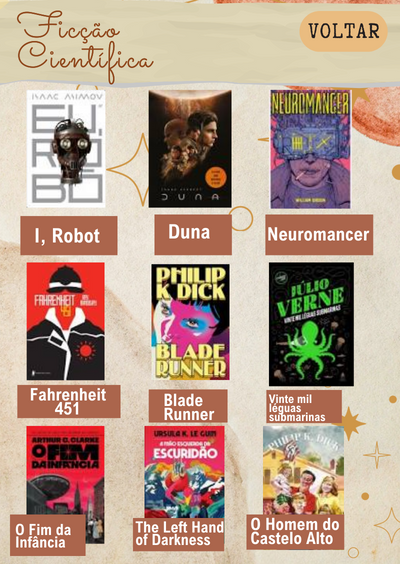 Ficção
Científica
VOLTAR
ISAAC ASIMOV
EU,
RO
BÔ
DUNA
NEUROMANCER
WILLIAM GIBSON
I, Robot
Duna
Neuromancer
FAHRENHEIT
451
RAY
BRADBURY
PHILIP
K. DICK
BLADE
RUNNER
JÚLIO
VERNE
VINTE MIL LÉGUAS SUBMARINAS
Fahrenheit
451
Blade
Runner
Vinte mil
léguas
submarinas
ARTHUR C. CLARKE
O FIM
DA INFÂNCIA
URSULA K. LE GUIN
A MÃO ESQUERDA DA
ESCURIDÃO
PHILIP K. DICK
O Fim da
Infância
The Left Hand
of Darkness
O Homem do
Castelo Alto